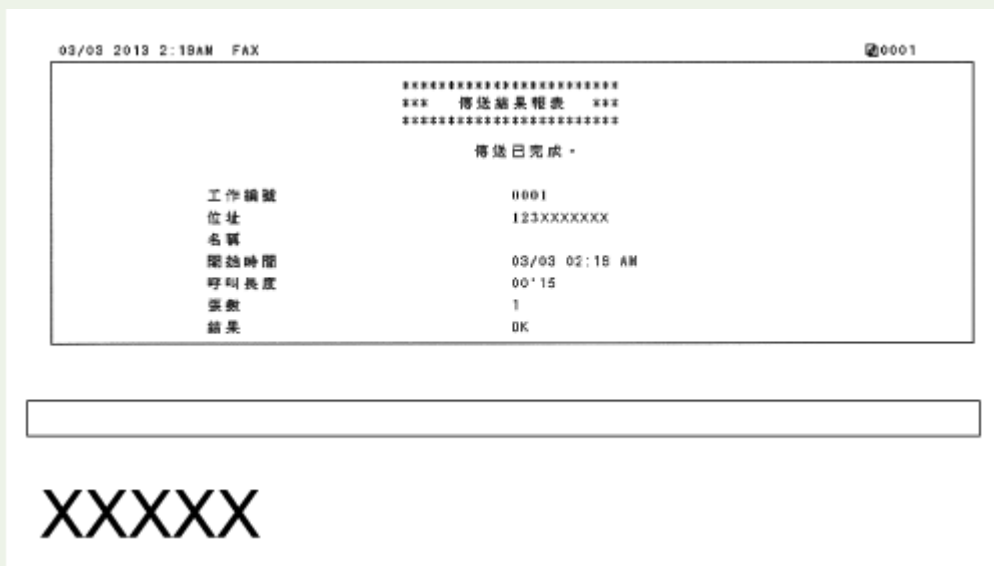 03/03 2013 2:19AM FAX 0001
************************
*** 傳送結果報表 ***
************************
傳送已完成。
工作編號 0001
位址 123XXXXXXX
名稱
開始時間 03/03 02:18 AM
呼叫長度 00'15
張數 1
結果 OK
XXXXX